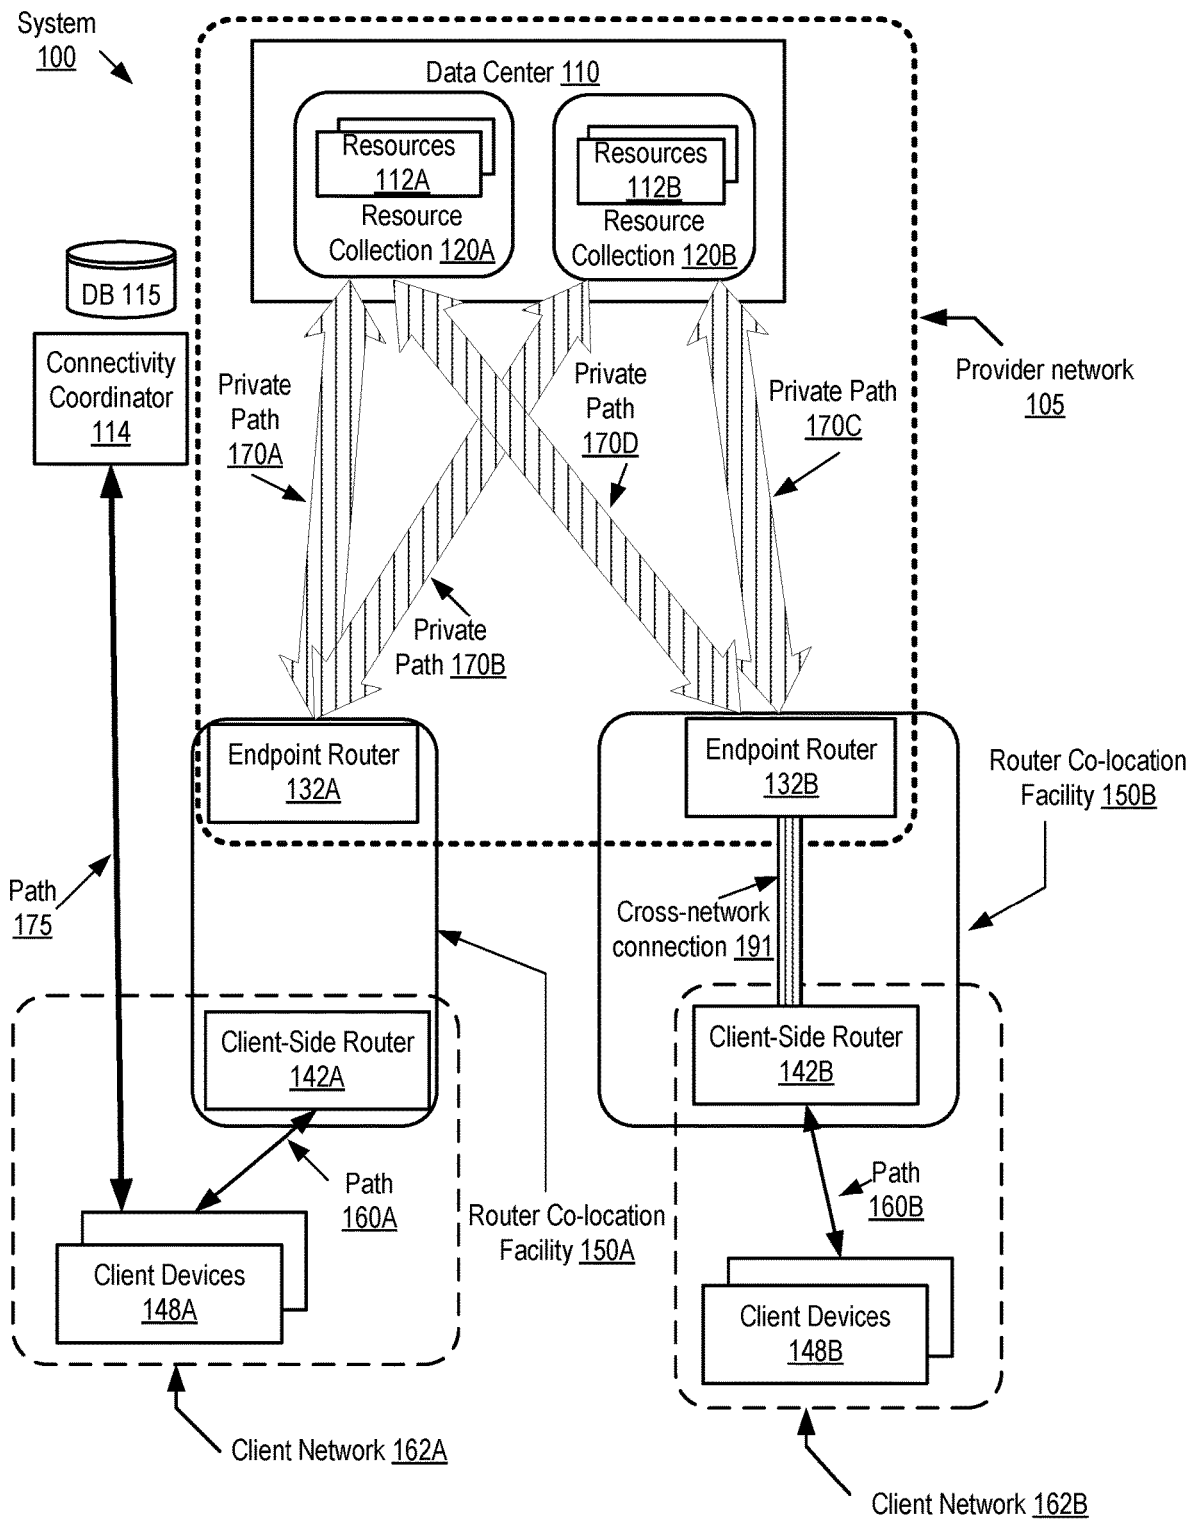 System
100
Data Center 110
Resources
112A
Resource
Collection 120A
Resources
112B
Resource
Collection 120B
DB 115
Connectivity
Coordinator
114
Provider network
105
Private
Path
170A
Private
Path
170D
Private Path
170C
Private
Path 170B
Endpoint Router
132A
Endpoint Router
132B
Router Co-location
Facility 150B
Path
175
Cross-network
connection 191
Client-Side Router
142A
Client-Side Router
142B
Path
160A
Path
160B
Router Co-location
Facility 150A
Client Devices
148A
Client Devices
148B
Client Network 162A
Client Network 162B